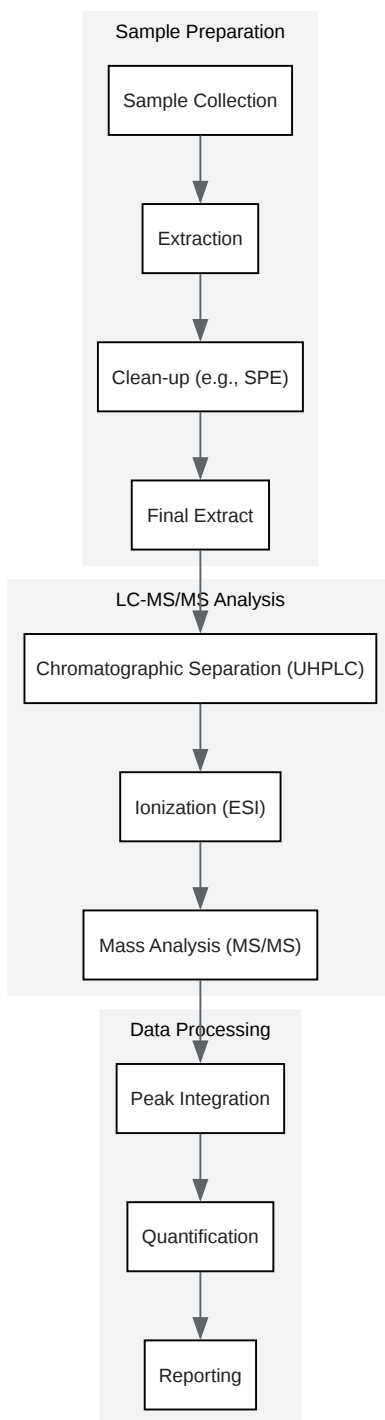 Sample Preparation
Sample Collection
Extraction
Clean-up (e.g., SPE)
Final Extract
LC-MS/MS Analysis
Chromatographic Separation (UHPLC)
Ionization (ESI)
Mass Analysis (MS/MS)
Data Processing
Peak Integration
Quantification
Reporting